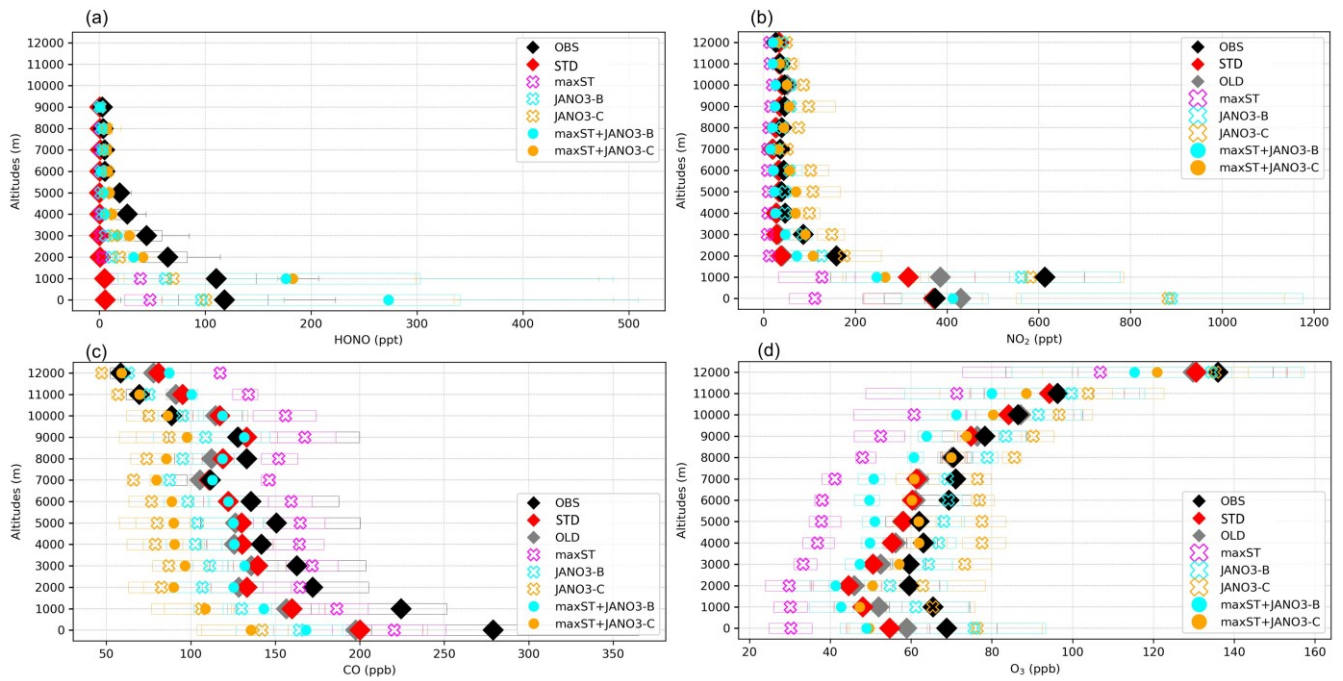 (a)
12000
11000
10000
9000
8000
7000
6000
5000
4000
3000
2000
1000
0
Altitudes (m)
OBS
STD
maxST
JANO3-B
JANO3-C
maxST+JANO3-B
maxST+JANO3-C
0 100 200 300 400 500
HONO (ppt)
(b)
12000
11000
10000
9000
8000
7000
6000
5000
4000
3000
2000
1000
0
Altitudes (m)
OBS
STD
OLD
maxST
JANO3-B
JANO3-C
maxST+JANO3-B
maxST+JANO3-C
0 200 400 600 800 1000 1200
NO₂ (ppt)
(c)
12000
11000
10000
9000
8000
7000
6000
5000
4000
3000
2000
1000
0
Altitudes (m)
OBS
STD
OLD
maxST
JANO3-B
JANO3-C
maxST+JANO3-B
maxST+JANO3-C
50 100 150 200 250 300 350
CO (ppb)
(d)
12000
11000
10000
9000
8000
7000
6000
5000
4000
3000
2000
1000
0
Altitudes (m)
OBS
STD
OLD
maxST
JANO3-B
JANO3-C
maxST+JANO3-B
maxST+JANO3-C
20 40 60 80 100 120 140 160
O₃ (ppb)